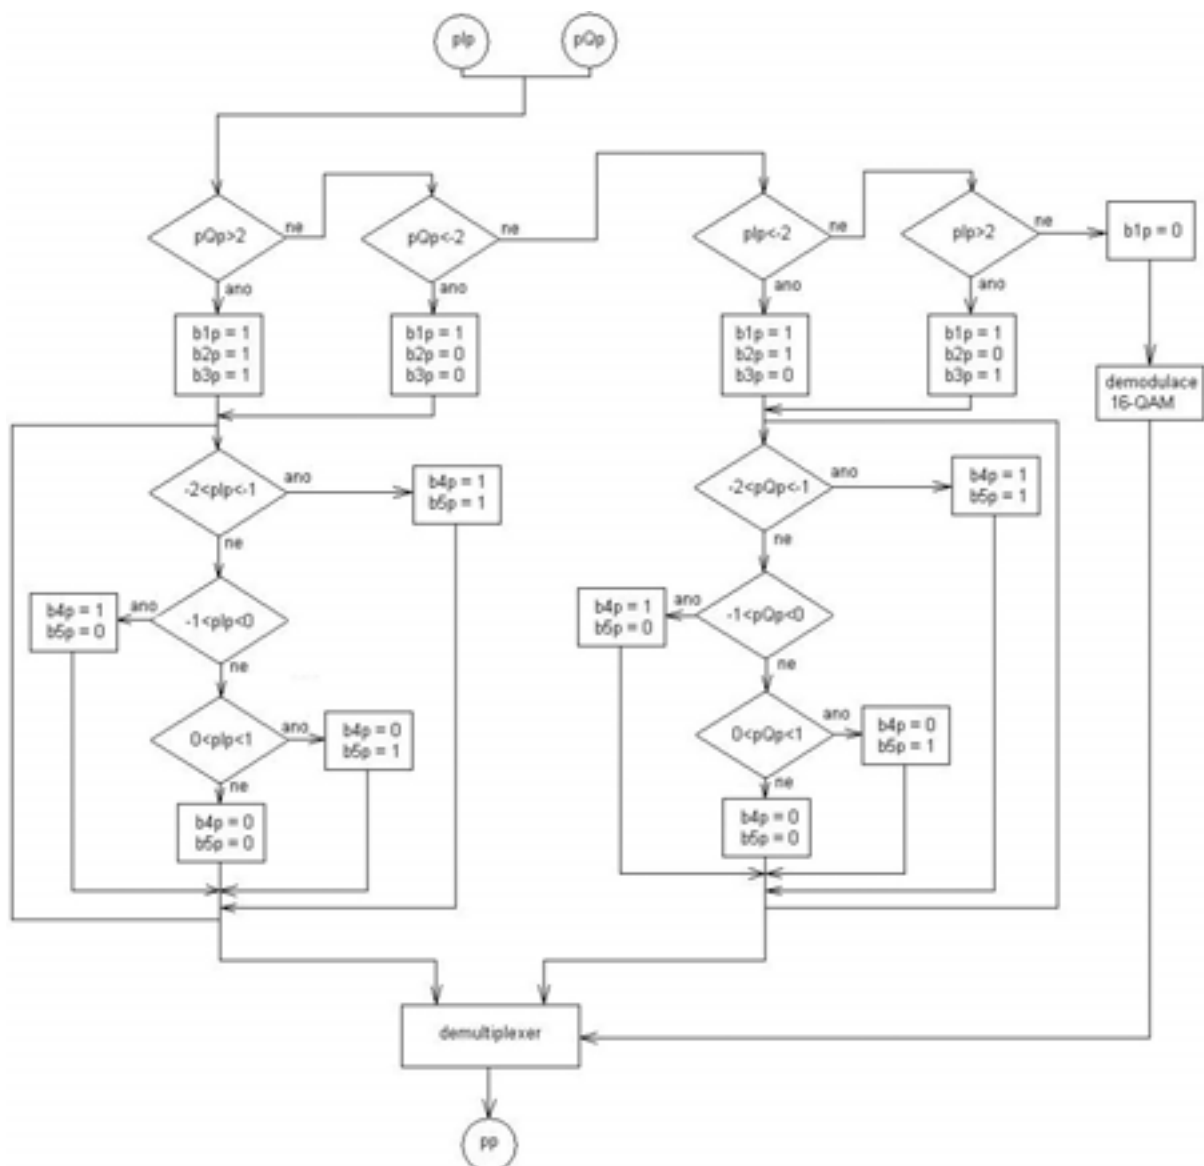 pIp
pQp
pQp>2
ne
pQp<-2
ne
pIp<-2
ne
pIp>2
ne
b1p = 0
ano
ano
ano
ano
b1p = 1
b2p = 1
b3p = 1
b1p = 1
b2p = 0
b3p = 0
b1p = 1
b2p = 1
b3p = 0
b1p = 1
b2p = 0
b3p = 1
demodulace
16-QAM
-2<pIp<-1
ano
b4p = 1
b5p = 1
-2<pQp<-1
ano
b4p = 1
b5p = 1
ne
ne
b4p = 1
b5p = 0
ano
-1<pIp<0
b4p = 1
b5p = 0
ano
-1<pQp<0
ne
ne
0<pIp<1
ano
b4p = 0
b5p = 1
0<pQp<1
ano
b4p = 0
b5p = 1
ne
ne
b4p = 0
b5p = 0
b4p = 0
b5p = 0
demultiplexer
pp